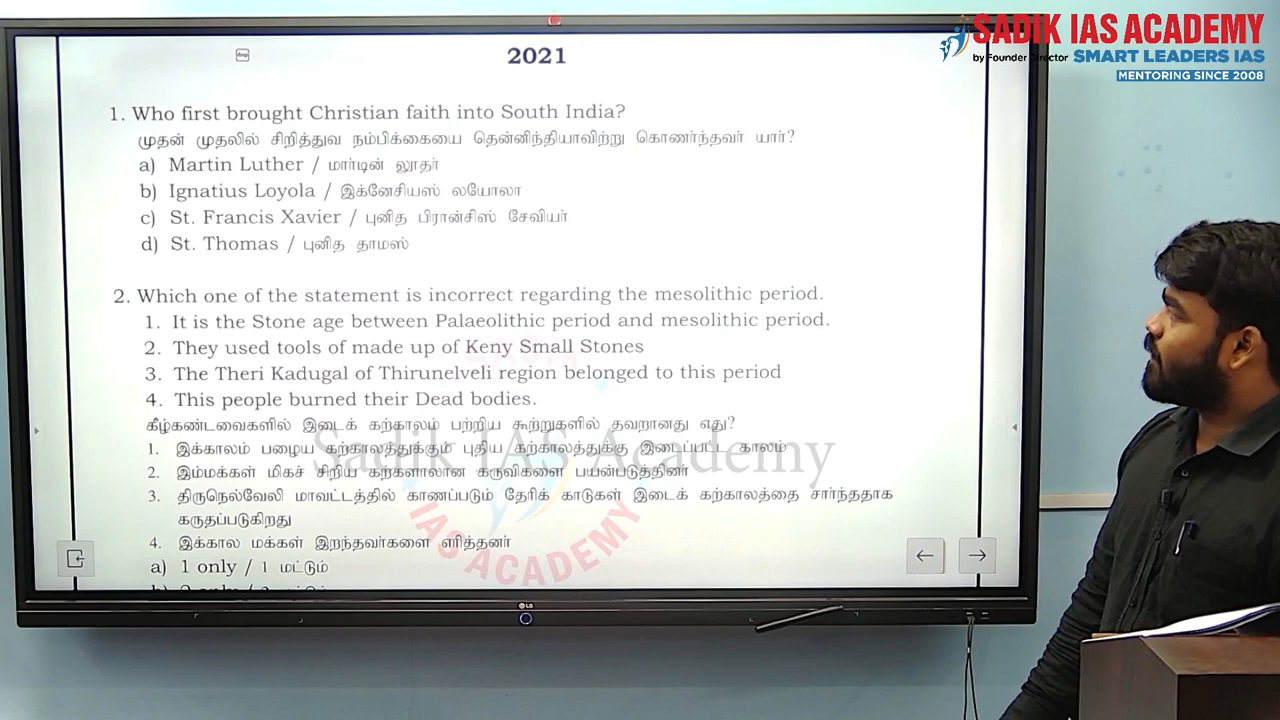 SADIK IAS ACADEMY
by Founder Director SMART LEADERS IAS
MENTORING SINCE 2008
2021
1. Who first brought Christian faith into South India?
முதன் முதலில் சிறித்துவ நம்பிக்கையை தென்னிந்தியாவிற்று கொணர்ந்தவர் யார்?
a) Martin Luther / மார்டின் லூதர்
b) Ignatius Loyola / இக்னேசியஸ் லயோலா
c) St. Francis Xavier / புனித பிரான்சிஸ் சேவியர்
d) St. Thomas / புனித தாமஸ்
2. Which one of the statement is incorrect regarding the mesolithic period.
1. It is the Stone age between Palaeolithic period and mesolithic period.
2. They used tools of made up of Keny Small Stones
3. The Theri Kadugal of Thirunelveli region belonged to this period
4. This people burned their Dead bodies.
கீழ்கண்டவைகளில் இடைக் கற்காலம் பற்றிய கூற்றுகளில் தவறானது எது?
1. இக்காலம் பழைய கற்காலத்துக்கும் புதிய கற்காலத்துக்கு இடைப்பட்ட காலம்
2. இம்மக்கள் மிகச் சிறிய கற்களாலான கருவிகளை பயன்படுத்தினர்
3. திருநெல்வேலி மாவட்டத்தில் காணப்படும் தேரிக் காடுகள் இடைக் கற்காலத்தை சார்ந்ததாக
கருதப்படுகிறது
4. இக்கால மக்கள் இறந்தவர்களை எரித்தனர்
a) 1 only / 1 மட்டும்
Sadik IAS Academy
IAS ACADEMY
LG